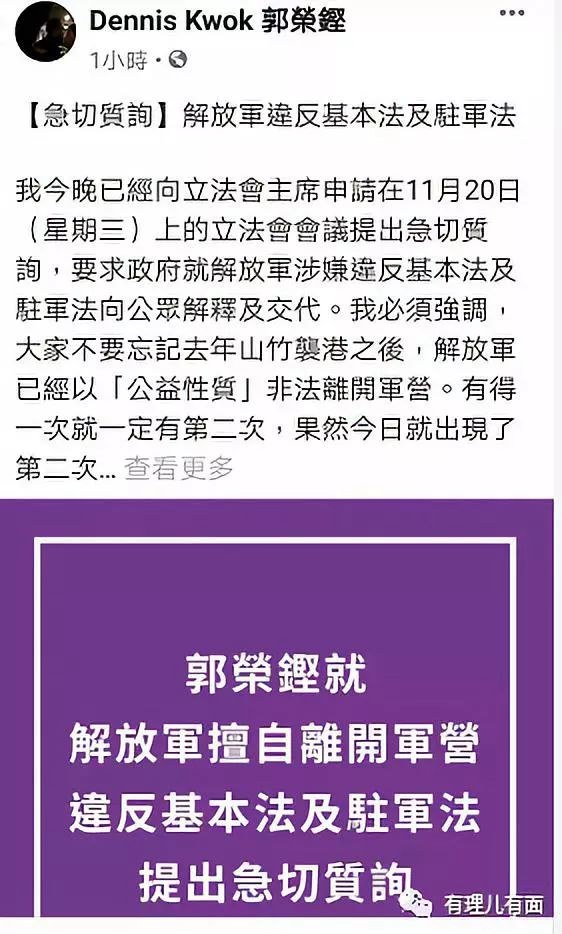 Dennis Kwok 郭榮鏗
1小時
【急切質詢】解放軍違反基本法及駐軍法
我今晚已經向立法會主席申請在11月20日
（星期三）上的立法會會議提出急切質
詢，要求政府就解放軍涉嫌違反基本法及
駐軍法向公眾解釋及交代。我必須強調，
大家不要忘記去年山竹襲港之後，解放軍
已經以「公益性質」非法離開軍營。有得
一次就一定有第二次，果然今日就出現了
第二次... 查看更多
郭榮鏗就
解放軍擅自離開軍營
違反基本法及駐軍法
提出急切質詢
有理儿有面